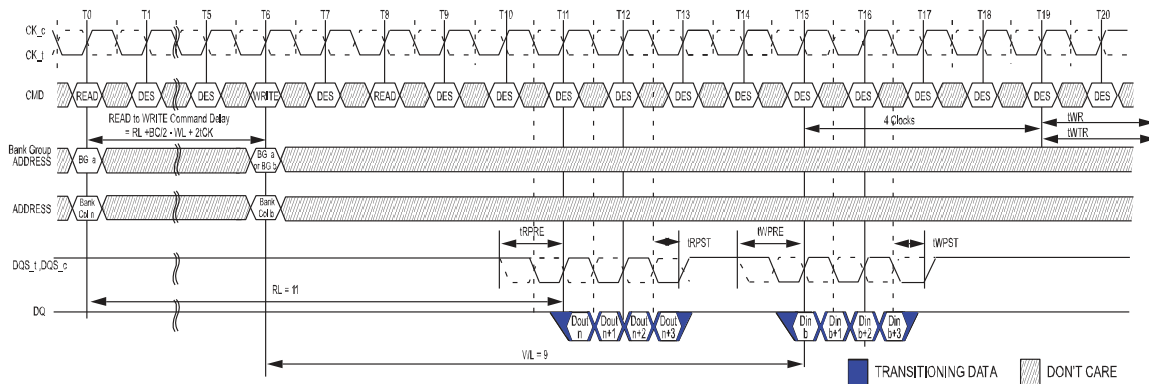 T0 T1 T5 T6 T7 T8 T9 T10 T11 T12 T13 T14 T15 T16 T17 T18 T19 T20
CK_c
CK_t
CMD READ DES DES WRITE DES READ DES DES DES DES DES DES DES DES DES DES DES DES
READ to WRITE Command Delay
= RL +BC/2 - WL + 2tCK
4 Clocks
tWR
tWTR
Bank Group
ADDRESS
BG a
BG a
or BG b
ADDRESS
Bank
Col n
Bank
Col b
tRPRE tRPST tWPRE tWPST
DQS_t,DQS_c
RL = 11
DQ
Dout
n
Dout
n+1
Dout
n+2
Dout
n+3
Din
b
Din
b+1
Din
b+2
Din
b+3
WL = 9
TRANSITIONING DATA
DON'T CARE